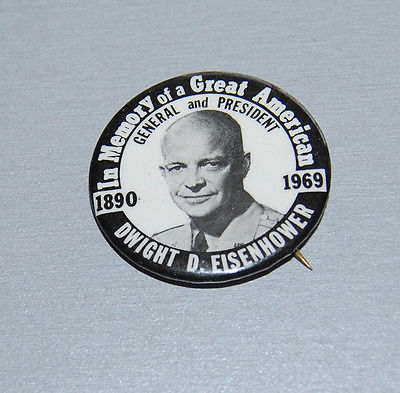 In Memory of a Great American
GENERAL and PRESIDENT
1890
1969
DWIGHT D. EISENHOWER